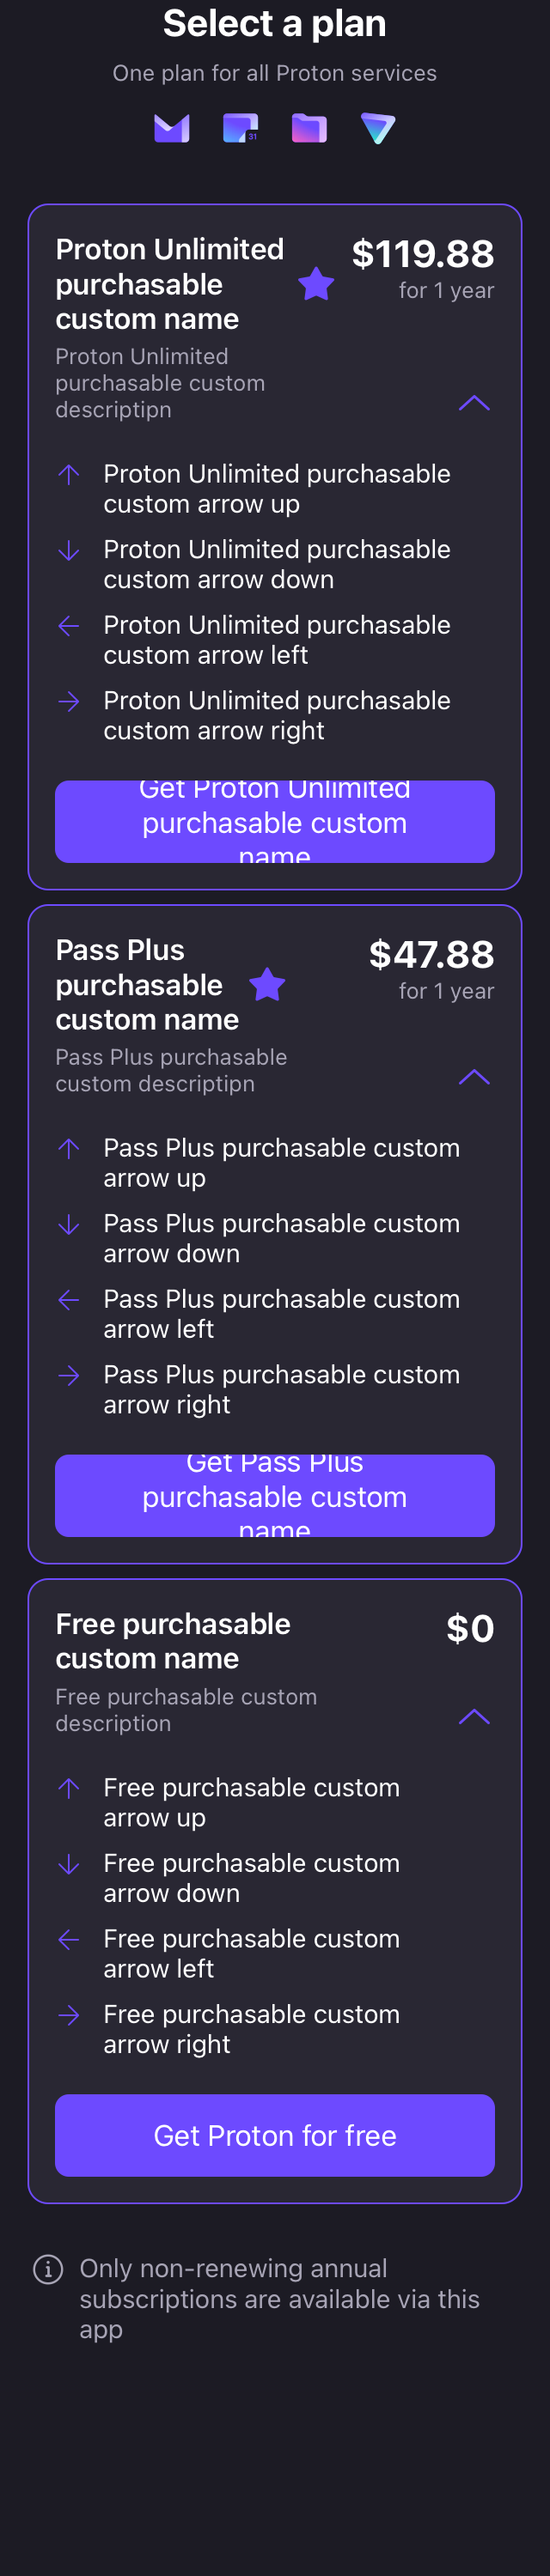 Select a plan
One plan for all Proton services
31
Proton Unlimited
purchasable
custom name
$119.88
for 1 year
Proton Unlimited
purchasable custom
descriptipn
Proton Unlimited purchasable
custom arrow up
Proton Unlimited purchasable
custom arrow down
Proton Unlimited purchasable
custom arrow left
Proton Unlimited purchasable
custom arrow right
Get Proton Unlimited
purchasable custom
name
Pass Plus
purchasable
custom name
$47.88
for 1 year
Pass Plus purchasable
custom descriptipn
Pass Plus purchasable custom
arrow up
Pass Plus purchasable custom
arrow down
Pass Plus purchasable custom
arrow left
Pass Plus purchasable custom
arrow right
Get Pass Plus
purchasable custom
name
Free purchasable
custom name
$0
Free purchasable custom
description
Free purchasable custom
arrow up
Free purchasable custom
arrow down
Free purchasable custom
arrow left
Free purchasable custom
arrow right
Get Proton for free
Only non-renewing annual
subscriptions are available via this
app